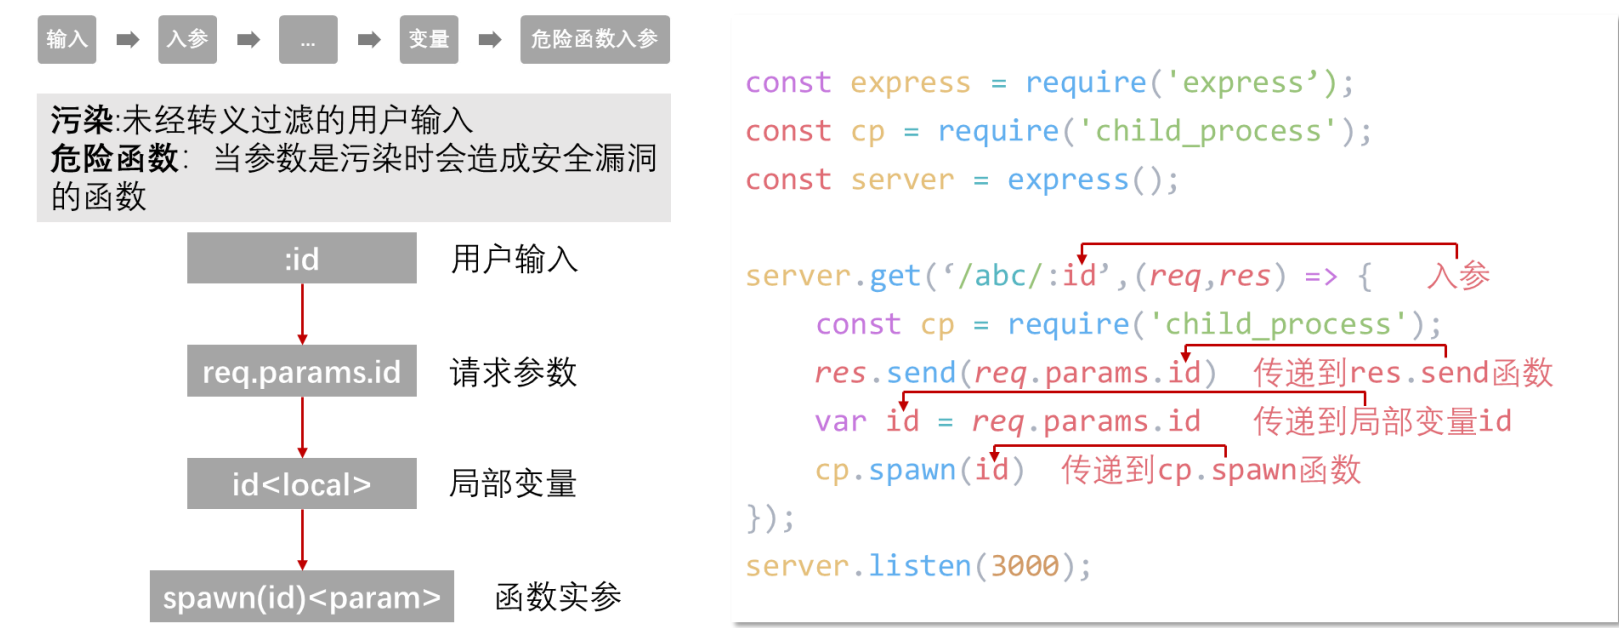 输入 ➡ 入参 ➡ ... ➡ 变量 ➡ 危险函数入参
污染:未经转义过滤的用户输入
危险函数：当参数是污染时会造成安全漏洞
的函数
:id 用户输入
req.params.id 请求参数
id<local> 局部变量
spawn(id)<param> 函数实参
const express = require('express’);
const cp = require('child_process');
const server = express();
server.get(‘/abc/:id’,(req,res) => { 入参
const cp = require('child_process');
res.send(req.params.id) 传递到res.send函数
var id = req.params.id 传递到局部变量id
cp.spawn(id) 传递到cp.spawn函数
});
server.listen(3000);